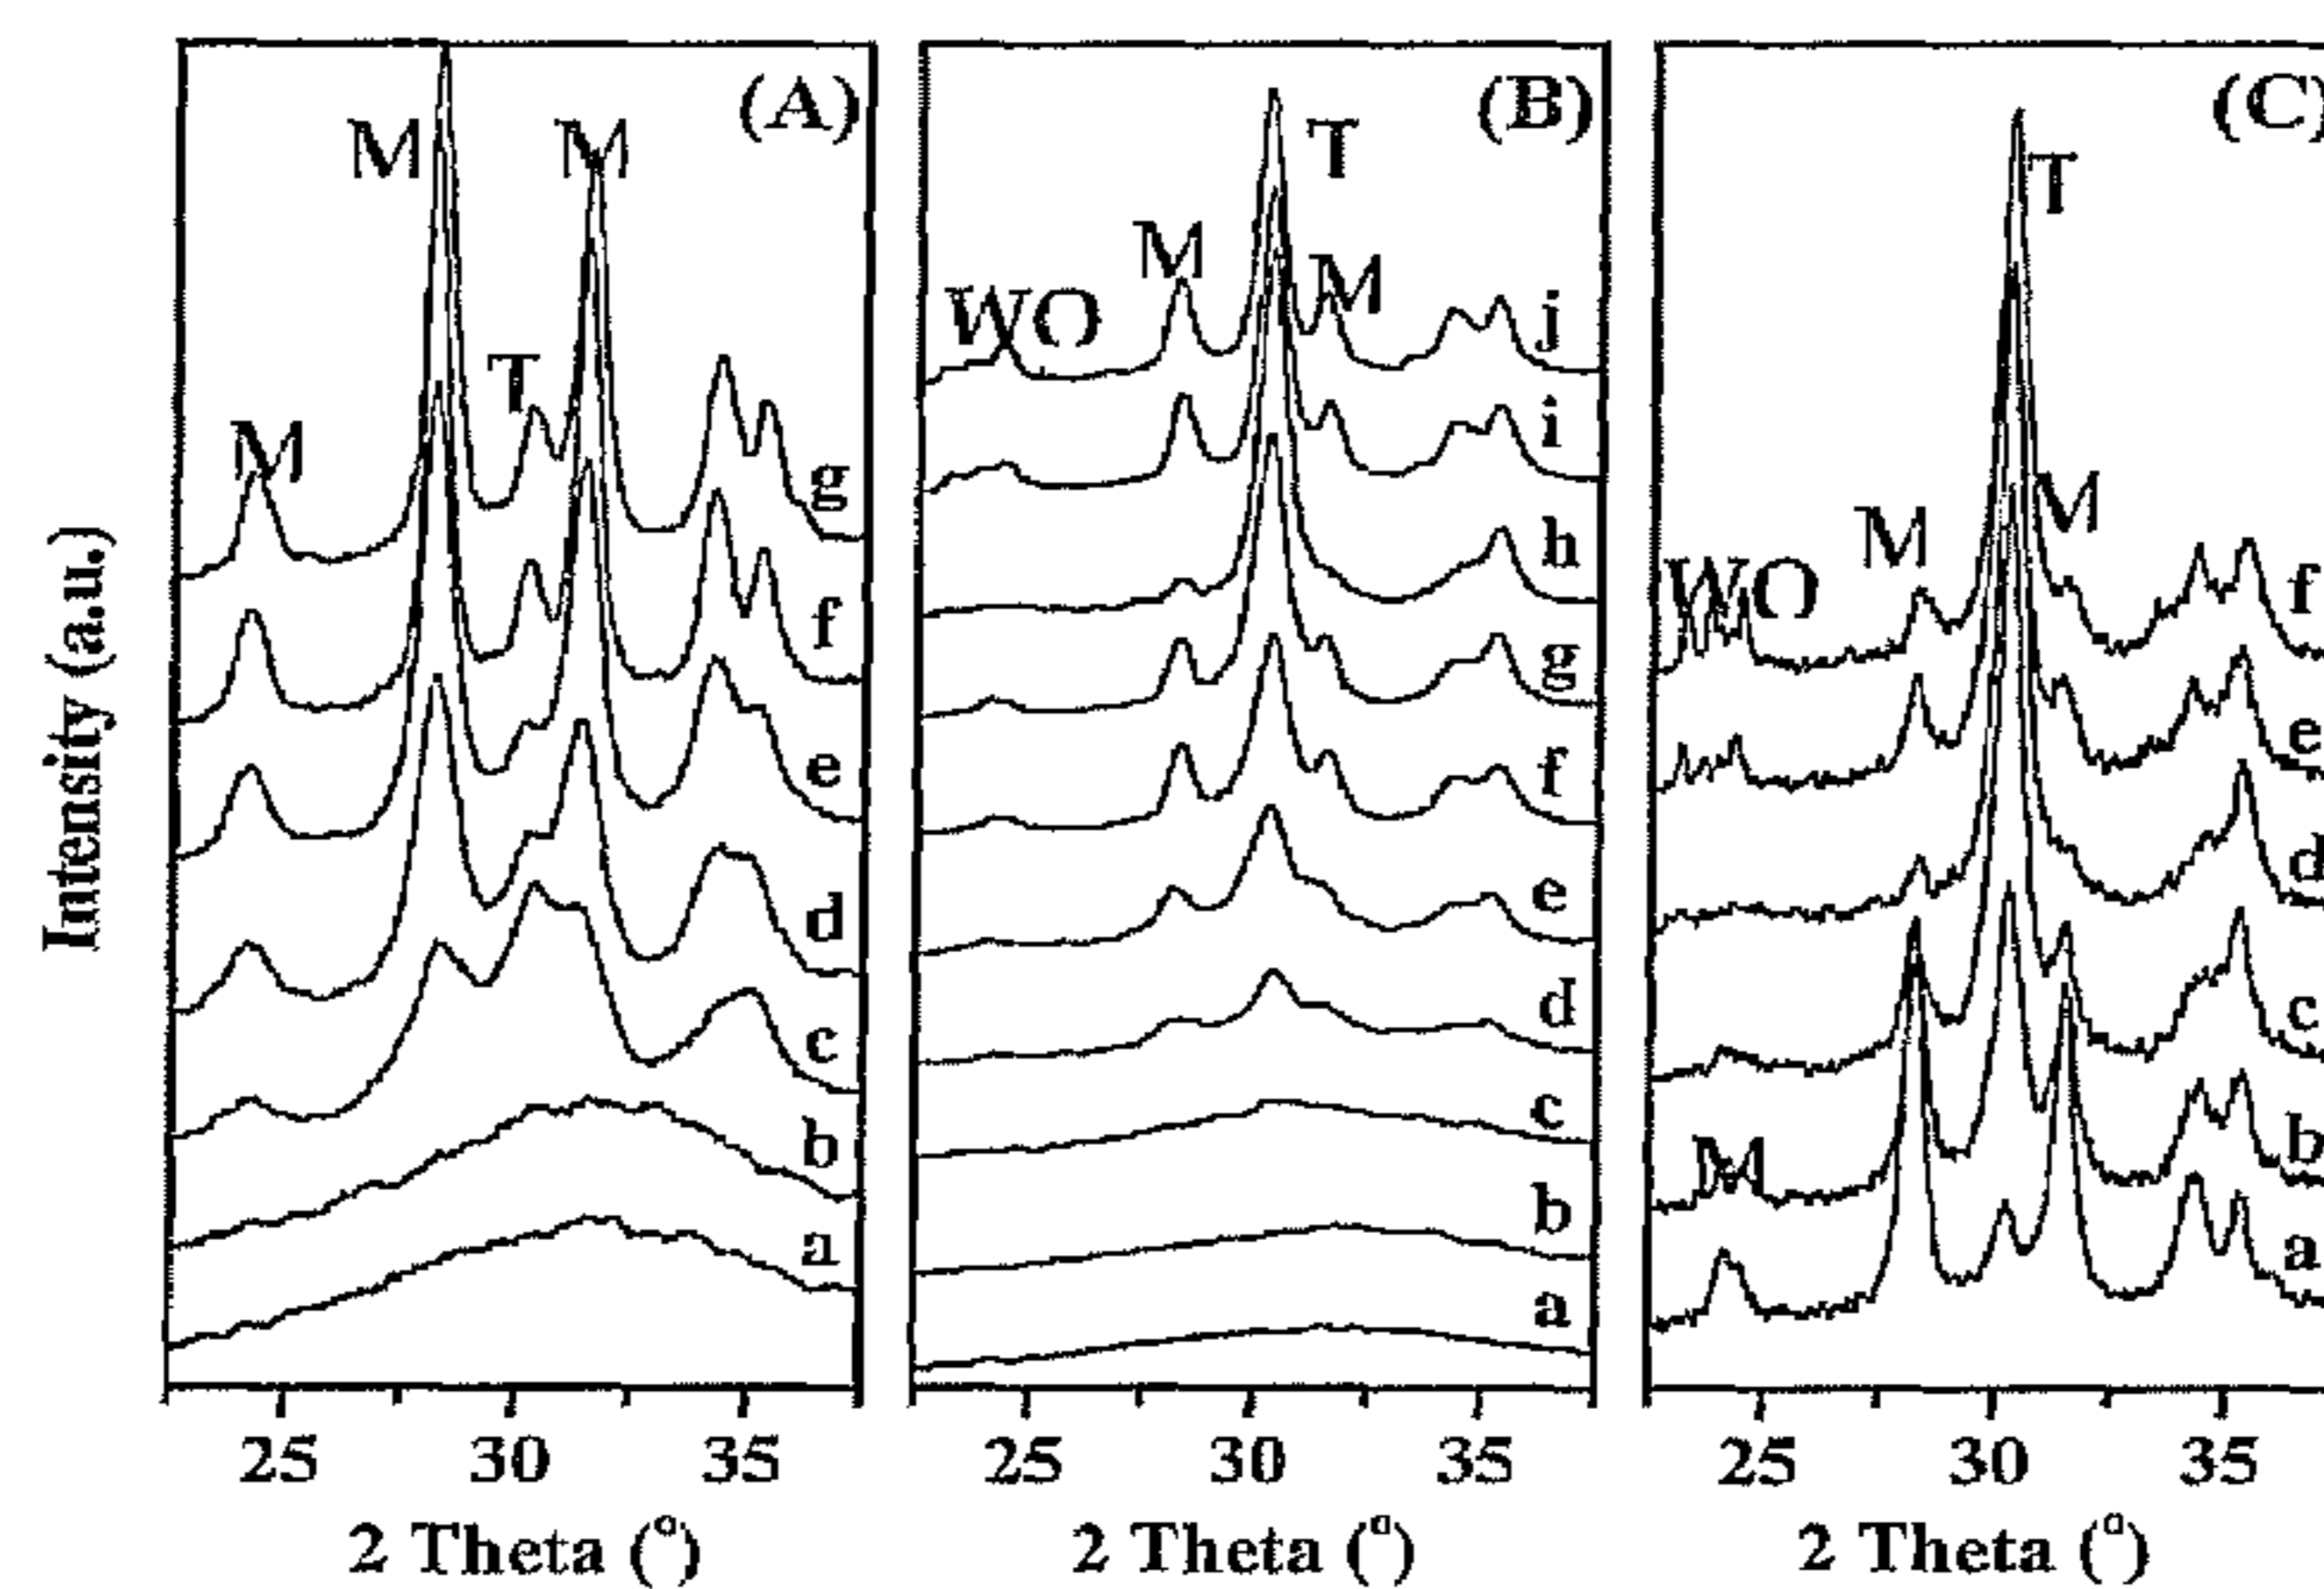 (A) (B) (C)
M M T
T
M
WO M j
T
M i
M
g
M
WO h f
f g e
e f d
d e c
c d
b c b
M
a b a
a
Intensity (a.u.)
25 30 35 25 30 35 25 30 35
2 Theta (°) 2 Theta (°) 2 Theta (°)